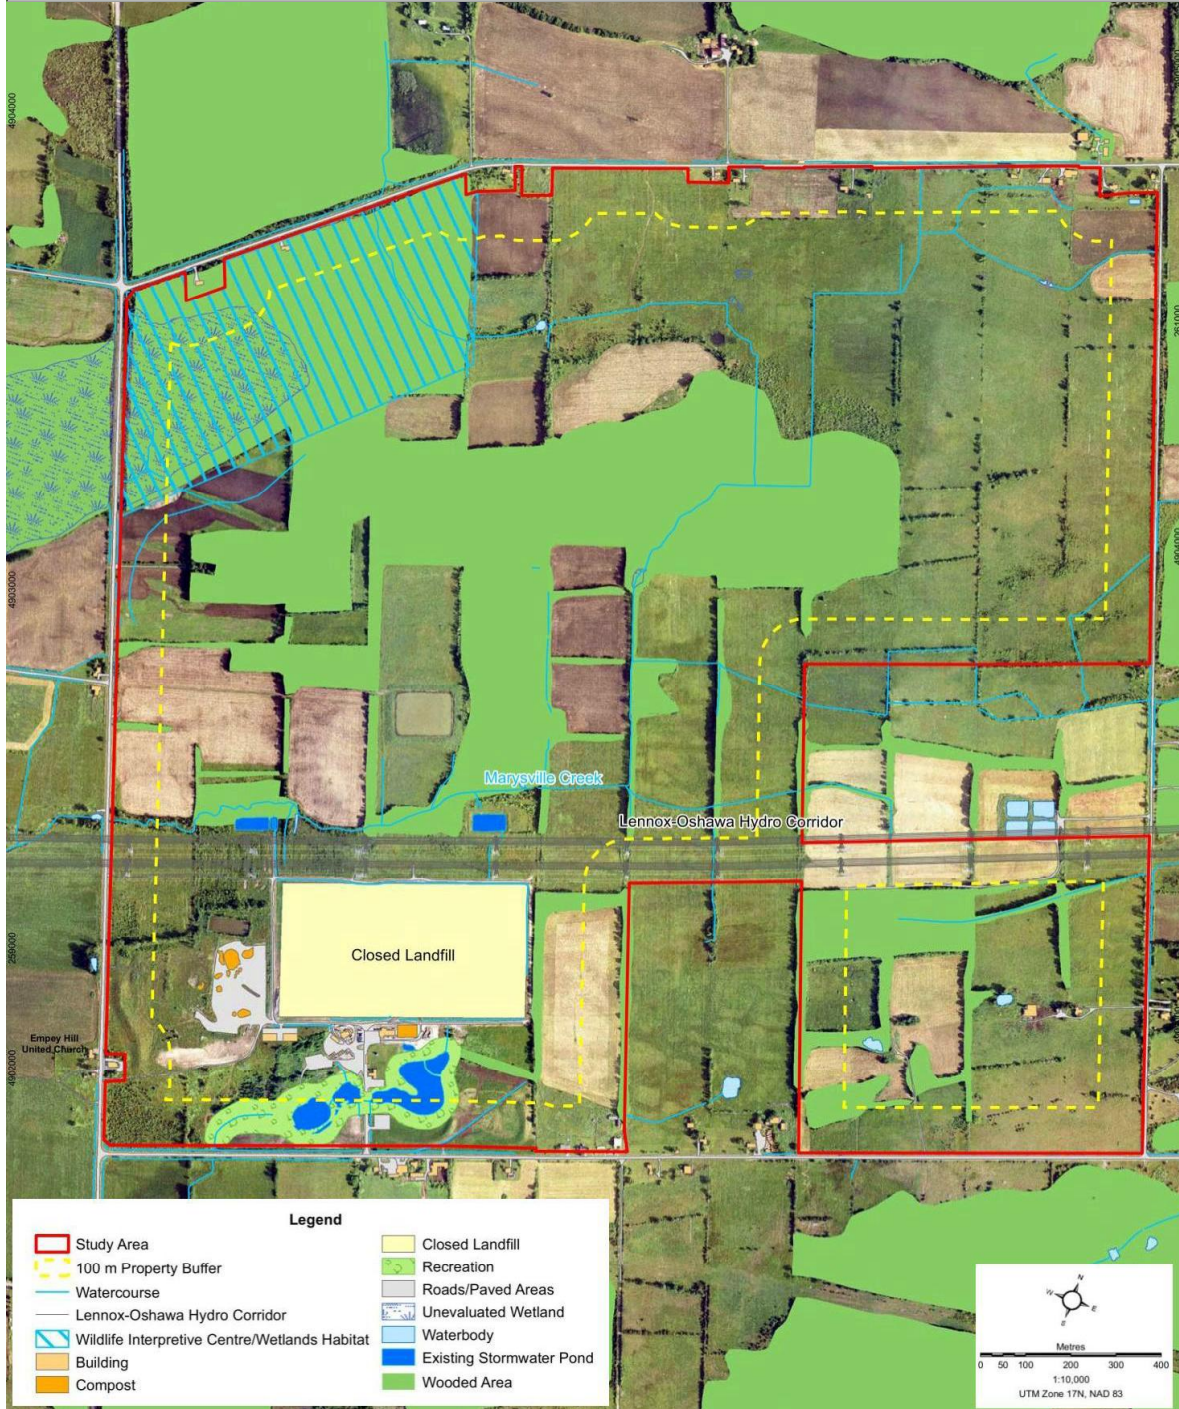 4904000
261000
4903000
4904000
Marysville Creek
Lennox-Oshawa Hydro Corridor
259000
Closed Landfill
Empey Hill
United Church
4902000
Legend
Study Area
100 m Property Buffer
Watercourse
Lennox-Oshawa Hydro Corridor
Wildlife Interpretive Centre/Wetlands Habitat
Building
Compost
Closed Landfill
Recreation
Roads/Paved Areas
Unevaluated Wetland
Waterbody
Existing Stormwater Pond
Wooded Area
N
W
E
Metres
0 50 100 200 300 400
1:10,000
UTM Zone 17N, NAD 83